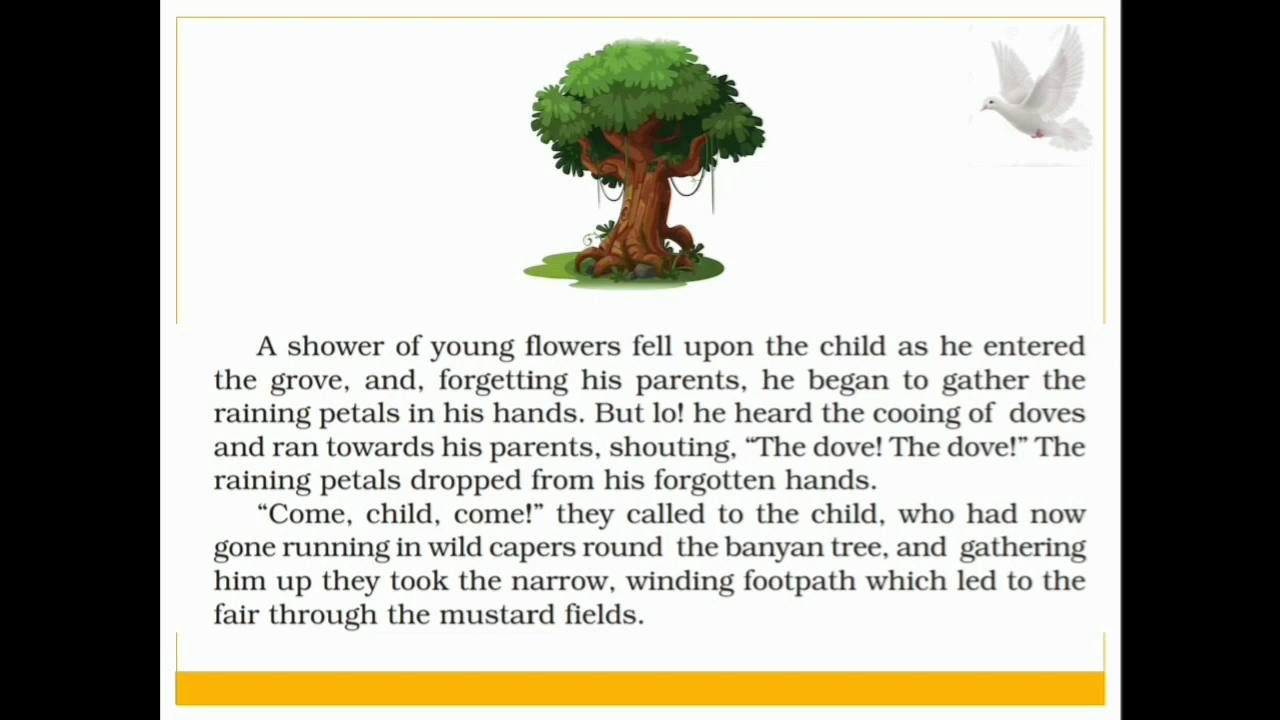 A shower of young flowers fell upon the child as he entered
the grove, and, forgetting his parents, he began to gather the
raining petals in his hands. But lo! he heard the cooing of doves
and ran towards his parents, shouting, “The dove! The dove!” The
raining petals dropped from his forgotten hands.
“Come, child, come!” they called to the child, who had now
gone running in wild capers round the banyan tree, and gathering
him up they took the narrow, winding footpath which led to the
fair through the mustard fields.